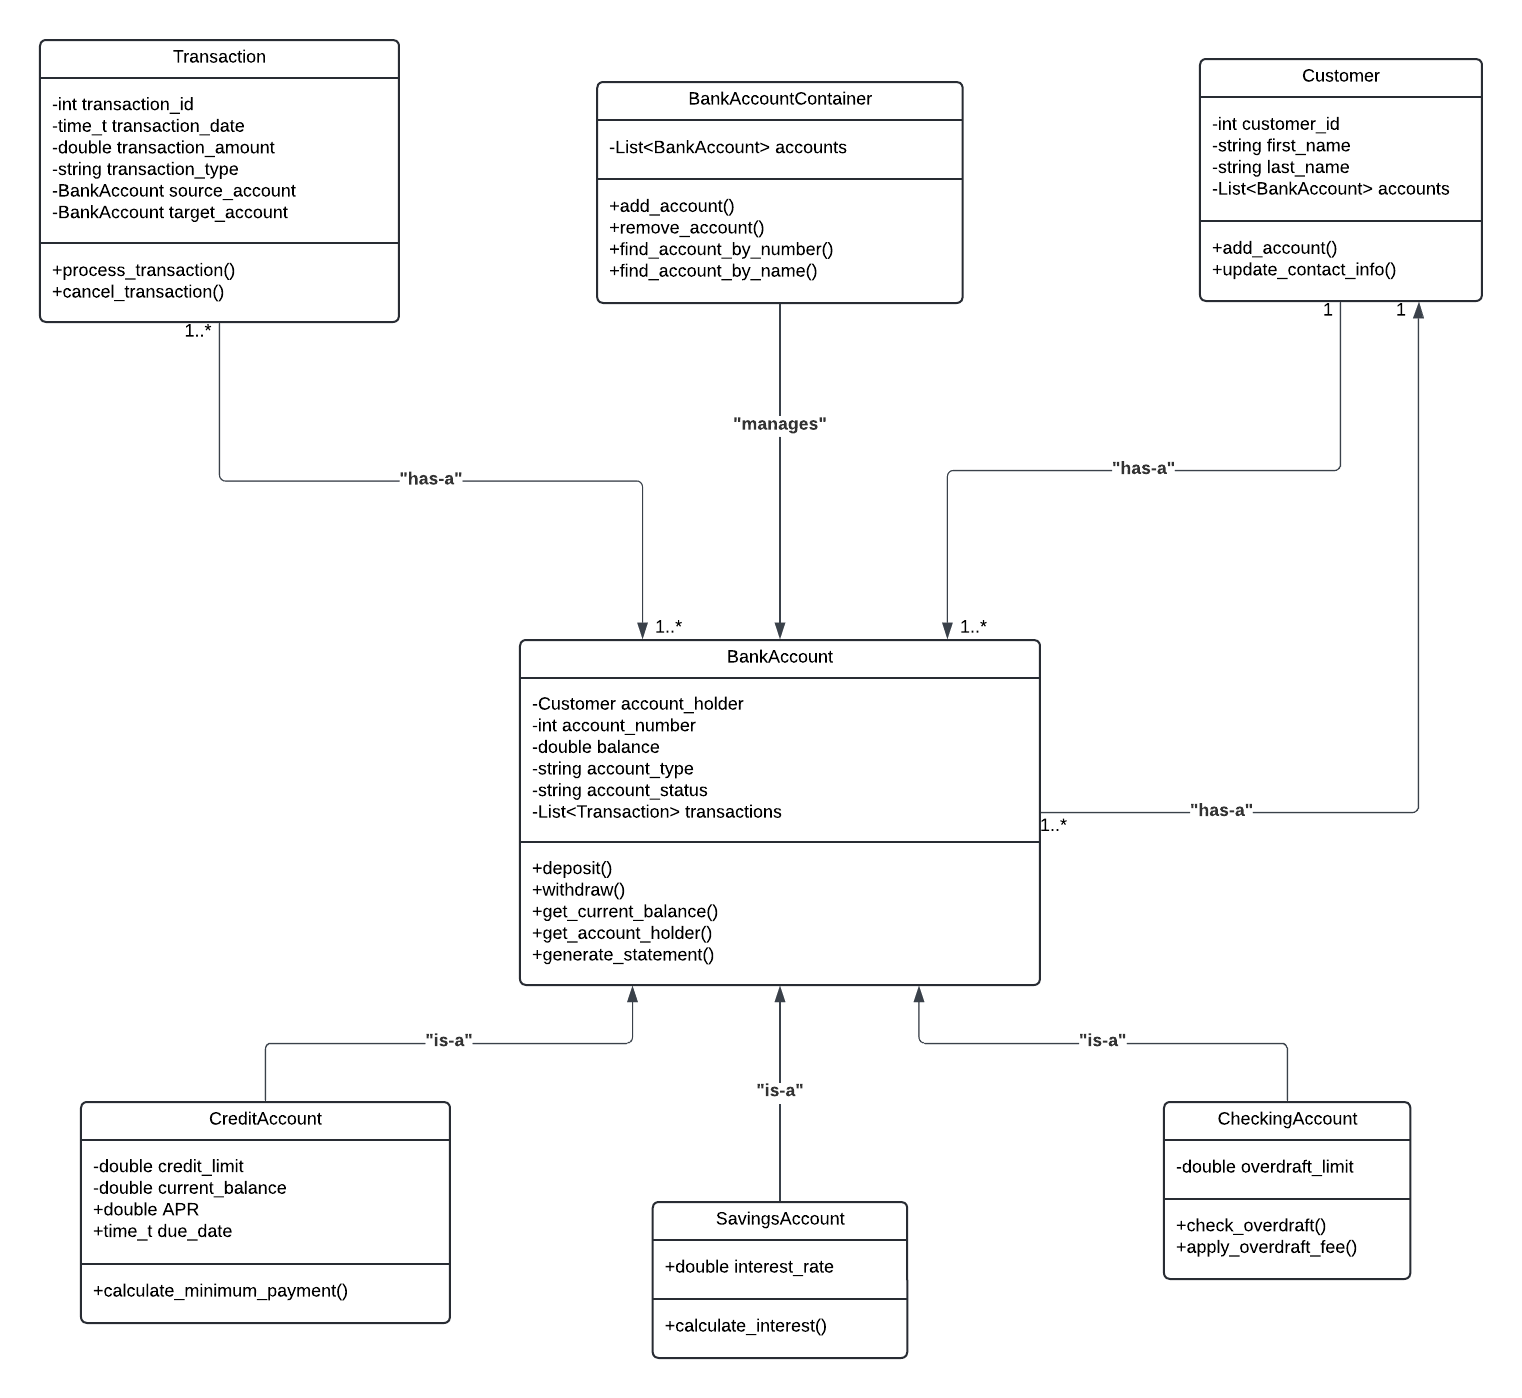 Transaction
-int transaction_id
-time_t transaction_date
-double transaction_amount
-string transaction_type
-BankAccount source_account
-BankAccount target_account
+process_transaction()
+cancel_transaction()
1..*
BankAccountContainer
-List<BankAccount> accounts
+add_account()
+remove_account()
+find_account_by_number()
+find_account_by_name()
Customer
-int customer_id
-string first_name
-string last_name
-List<BankAccount> accounts
+add_account()
+update_contact_info()
1
1
"manages"
"has-a"
"has-a"
1..*
1..*
BankAccount
-Customer account_holder
-int account_number
-double balance
-string account_type
-string account_status
-List<Transaction> transactions
+deposit()
+withdraw()
+get_current_balance()
+get_account_holder()
+generate_statement()
"has-a"
1..*
"is-a"
"is-a"
"is-a"
CreditAccount
-double credit_limit
-double current_balance
+double APR
+time_t due_date
+calculate_minimum_payment()
SavingsAccount
+double interest_rate
+calculate_interest()
CheckingAccount
-double overdraft_limit
+check_overdraft()
+apply_overdraft_fee()